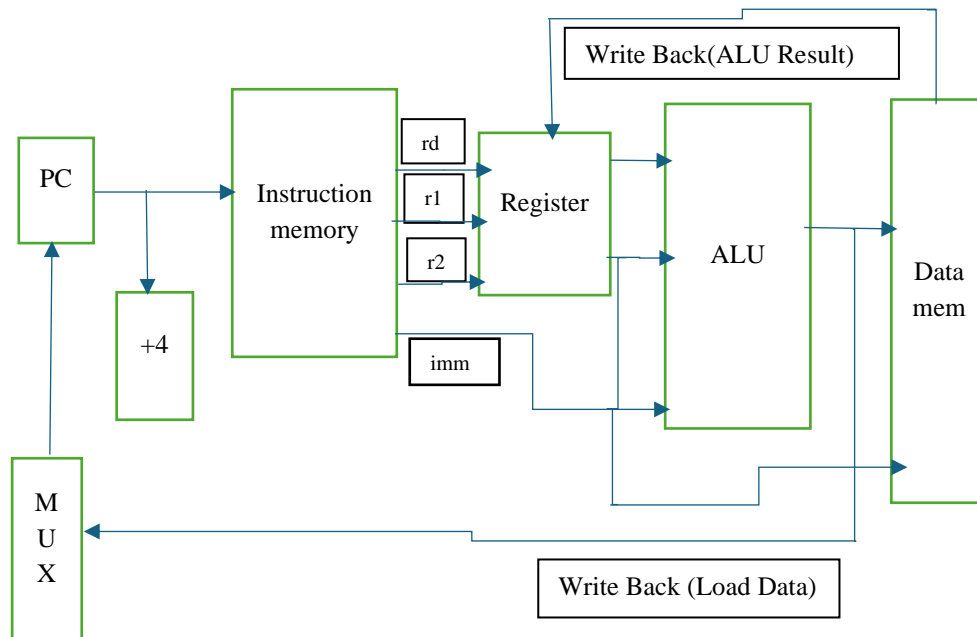 Write Back(ALU Result)
PC
Instruction
memory
rd
r1
r2
imm
Register
ALU
Data
mem
+4
M
U
X
Write Back (Load Data)